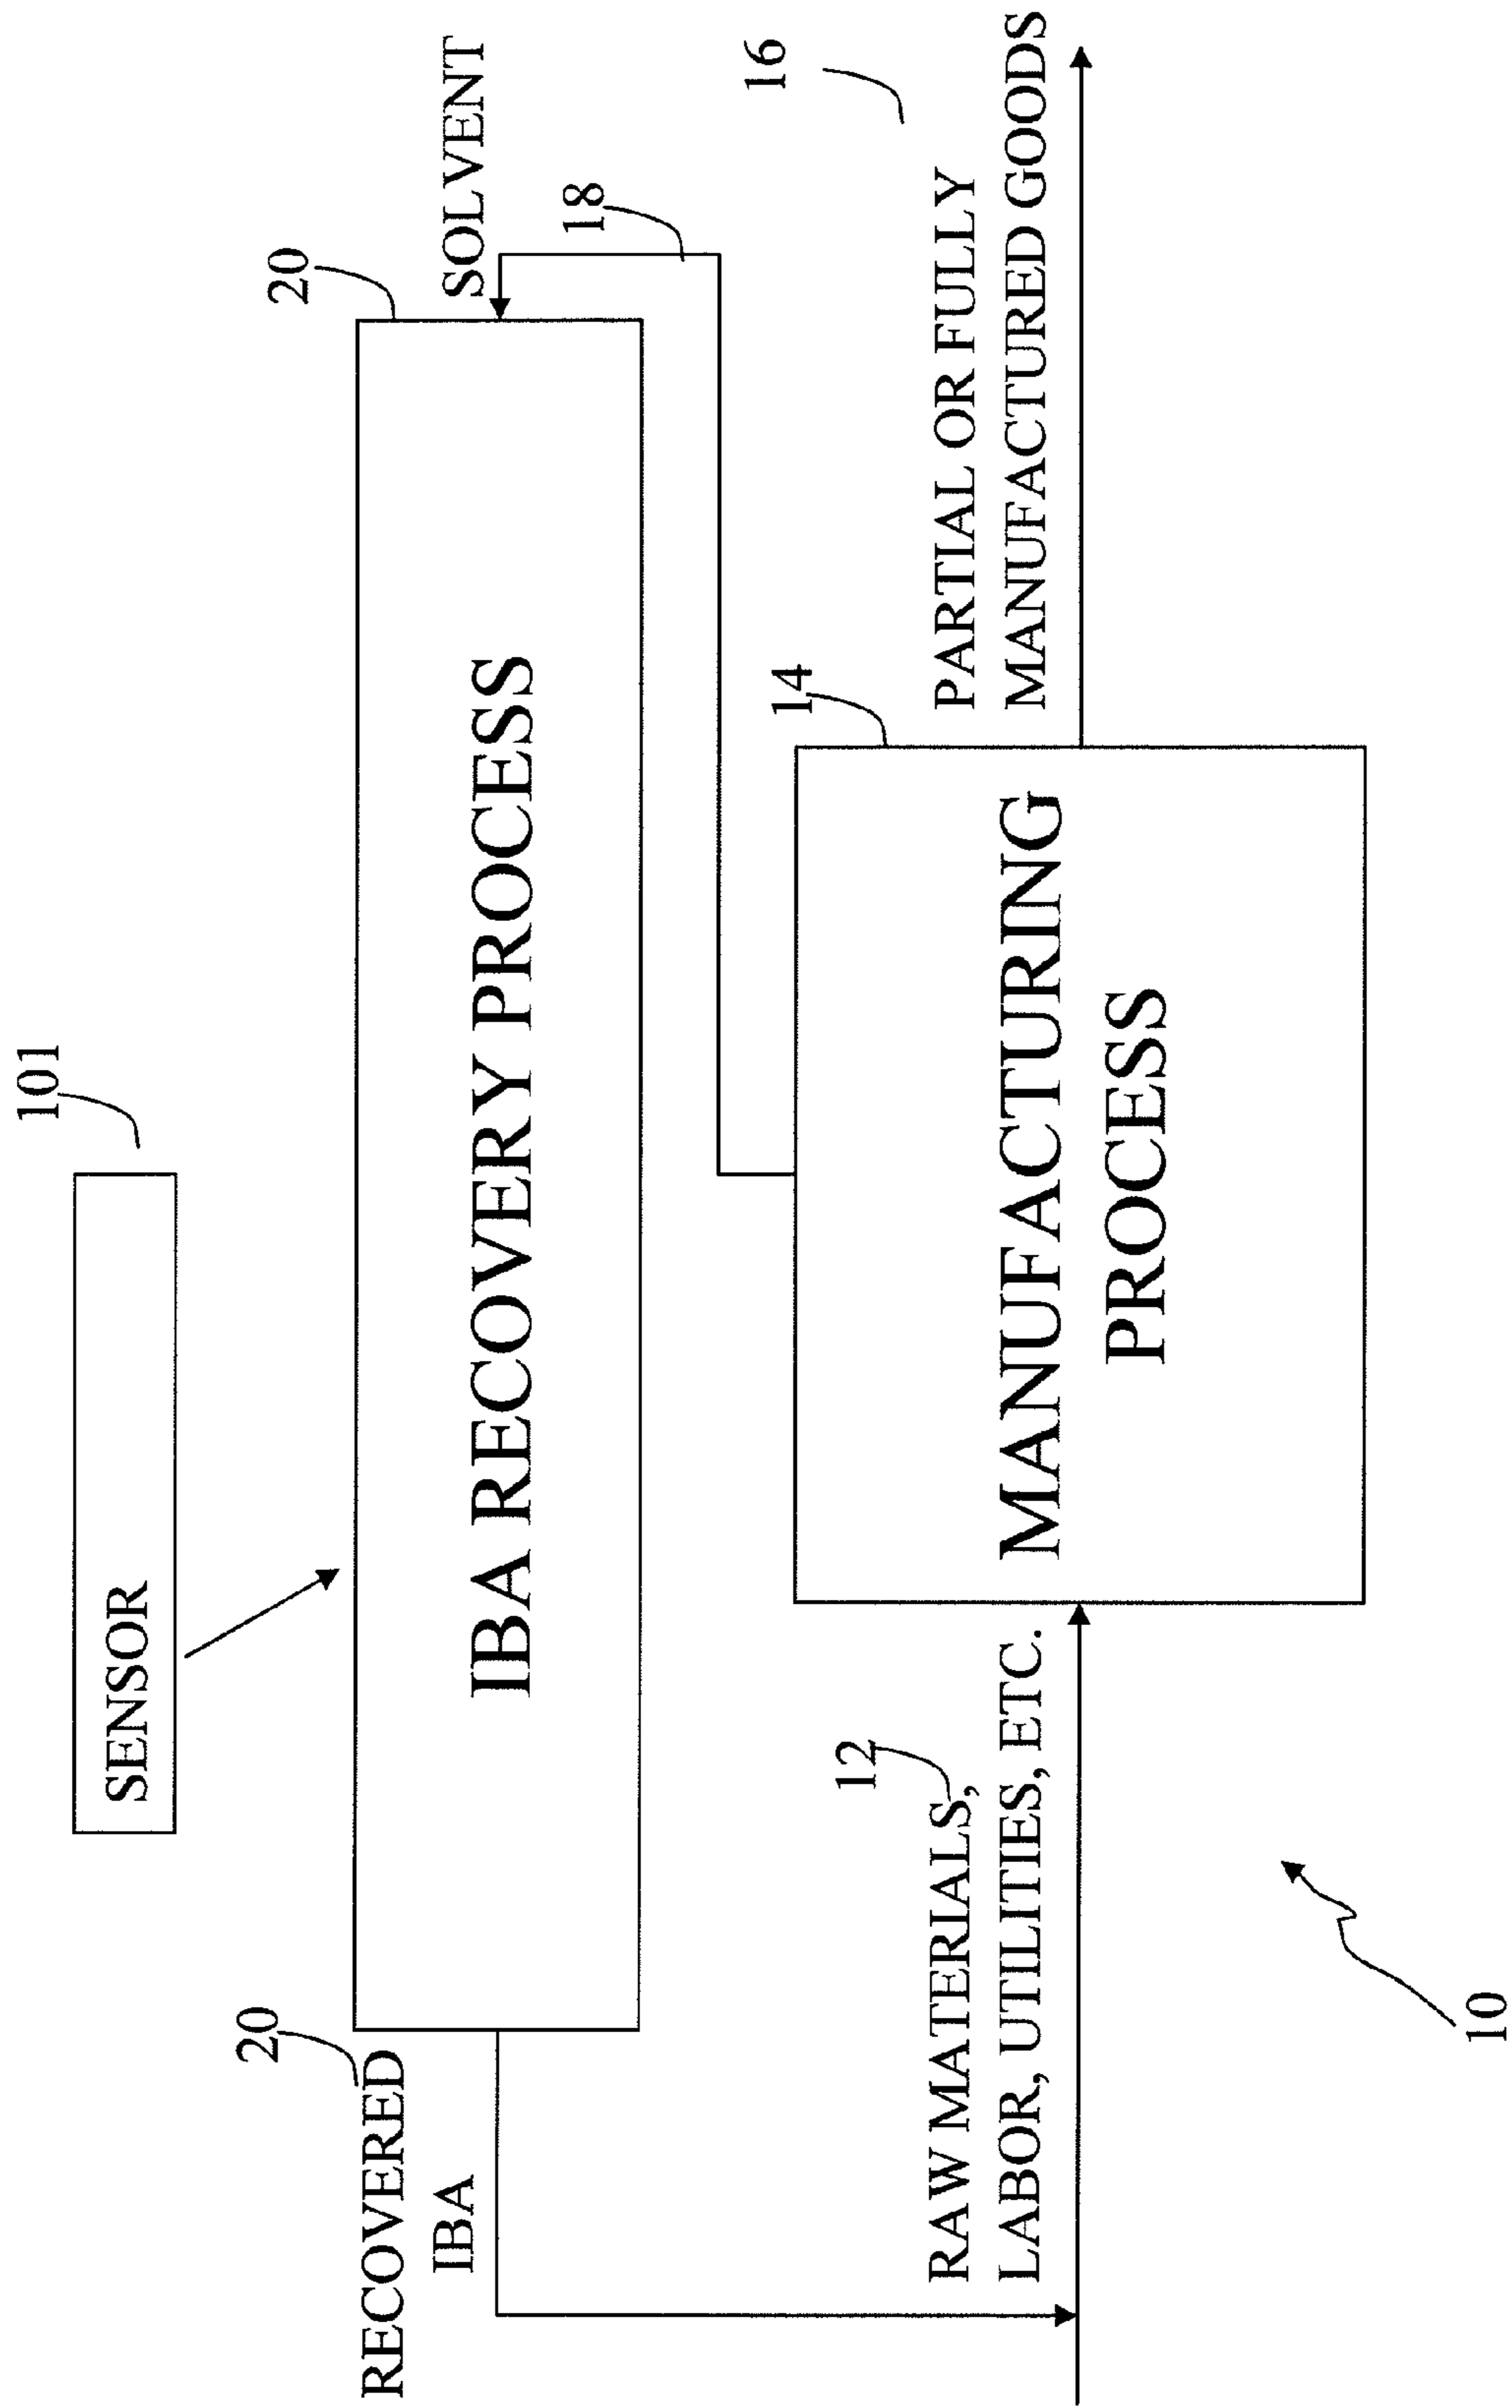 101
SENSOR
20
20
RECOVERED
IBA
IBA RECOVERY PROCESS
SOLVENT
18
16
14
12
RAW MATERIALS,
LABOR, UTILITIES, ETC.
MANUFACTURING
PROCESS
PARTIAL OR FULLY
MANUFACTURED GOODS
10